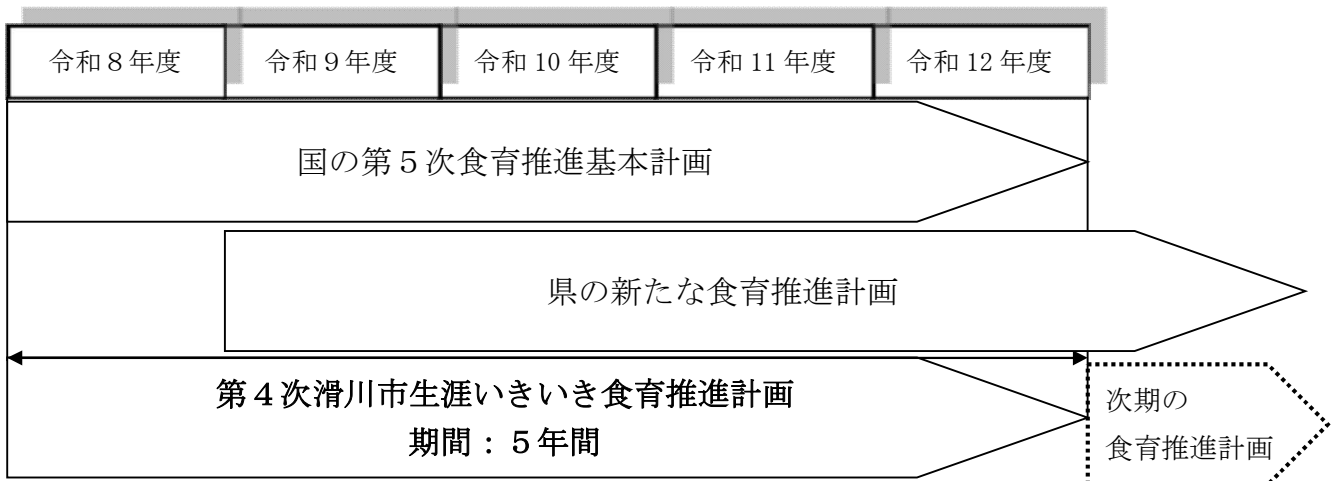 令和８年度 令和９年度 令和 10 年度 令和 11 年度 令和 12 年度
国の第５次食育推進基本計画
県の新たな食育推進計画
第４次滑川市生涯いきいき食育推進計画
期間：５年間
次期の
食育推進計画